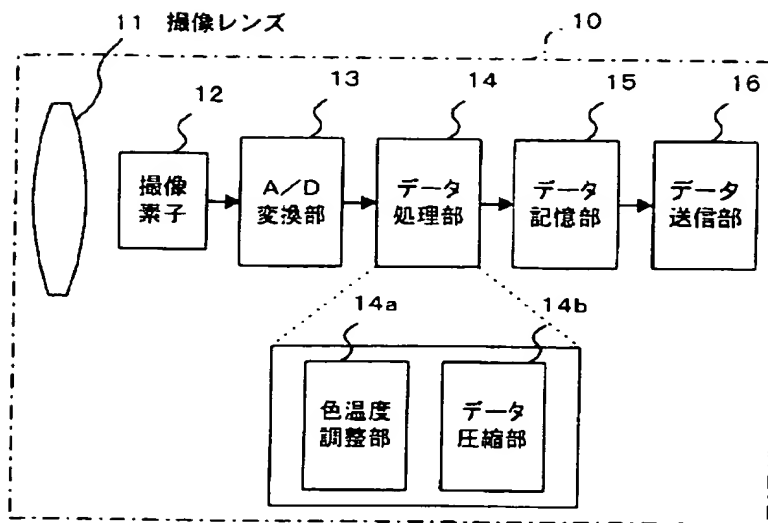 11 撮像レンズ
10
12
13
14
15
16
撮像
素子
A/D
変換部
データ
処理部
データ
記憶部
データ
送信部
14a
14b
色温度
調整部
データ
圧縮部